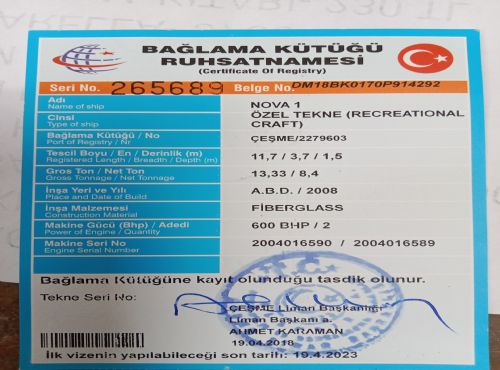 BAĞLAMA KÜTÜĞÜ
RUHSATNAMESİ
(Certificate Of Registry)
Seri No. 265689 Belge No. DM18BK0170P914292
Adı
Name of ship
NOVA 1
Cinsi
Type of ship
ÖZEL TEKNE (RECREATIONAL CRAFT)
Bağlama Kütüğü / No
Port of Registry / Nr
ÇEŞME/2279603
Tescil Boyu / En / Derinlik (m)
Registered Length / Breadth / Depth (m)
11,7 / 3,7 / 1,5
Gros Ton / Net Ton
Gross Tonnage / Net Tonnage
13,33 / 8,4
İnşa Yeri ve Yılı
Place and Date of Build
A.B.D. / 2008
İnşa Malzemesi
Construction Material
FİBERGLASS
Makine Gücü (Bhp) / Adedi
Power of Engine / Quantity
600 BHP / 2
Makine Seri No
Engine Serial Number
2004016590 / 2004016589
Bağlama Kütüğüne kayıt olunduğu tasdik olunur.
Tekne Seri No:
ÇEŞME Liman Başkanlığı
Liman Başkanı a.
AHMET KARAMAN
19.04.2018
İlk vizenin yapılabileceği son tarih: 19.4.2023